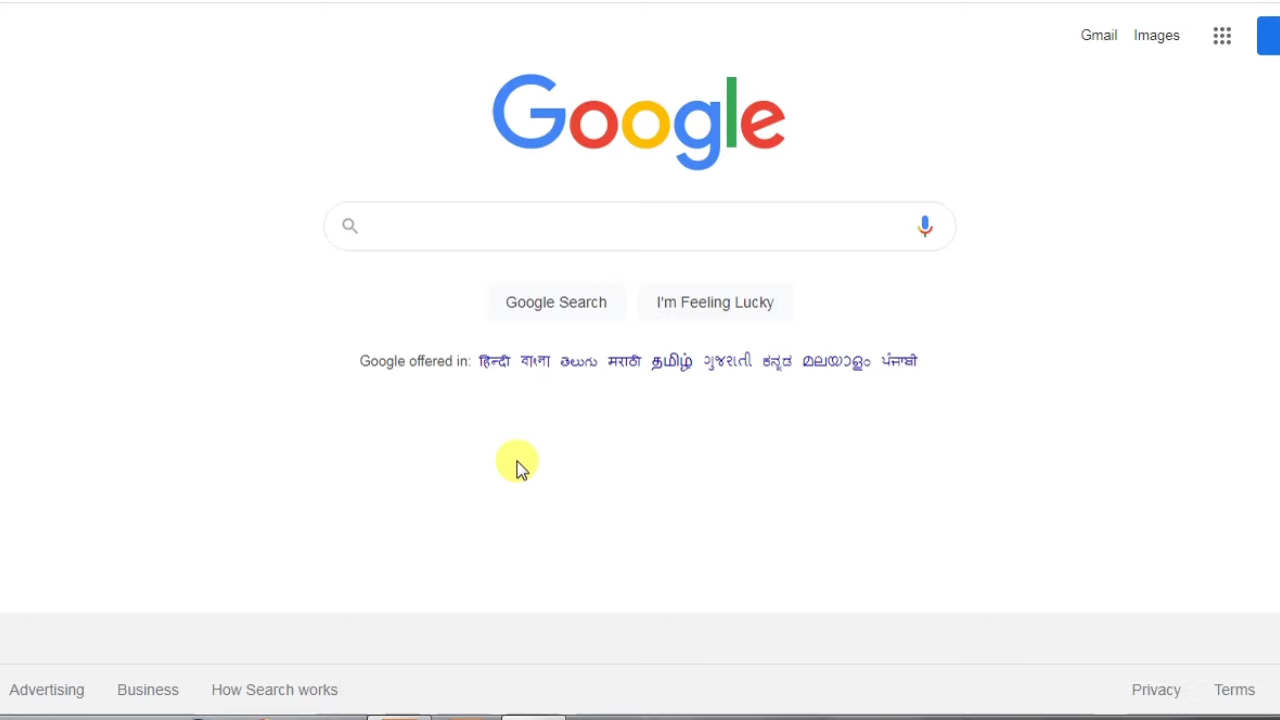 Gmail Images
Google
Google Search I'm Feeling Lucky
Google offered in: हिन्दी বাংলা తెలుగు मराठी தமிழ் ગુજરાતી ಕನ್ನಡ മലയാളം ਪੰਜਾਬੀ
Advertising Business How Search works Privacy Terms